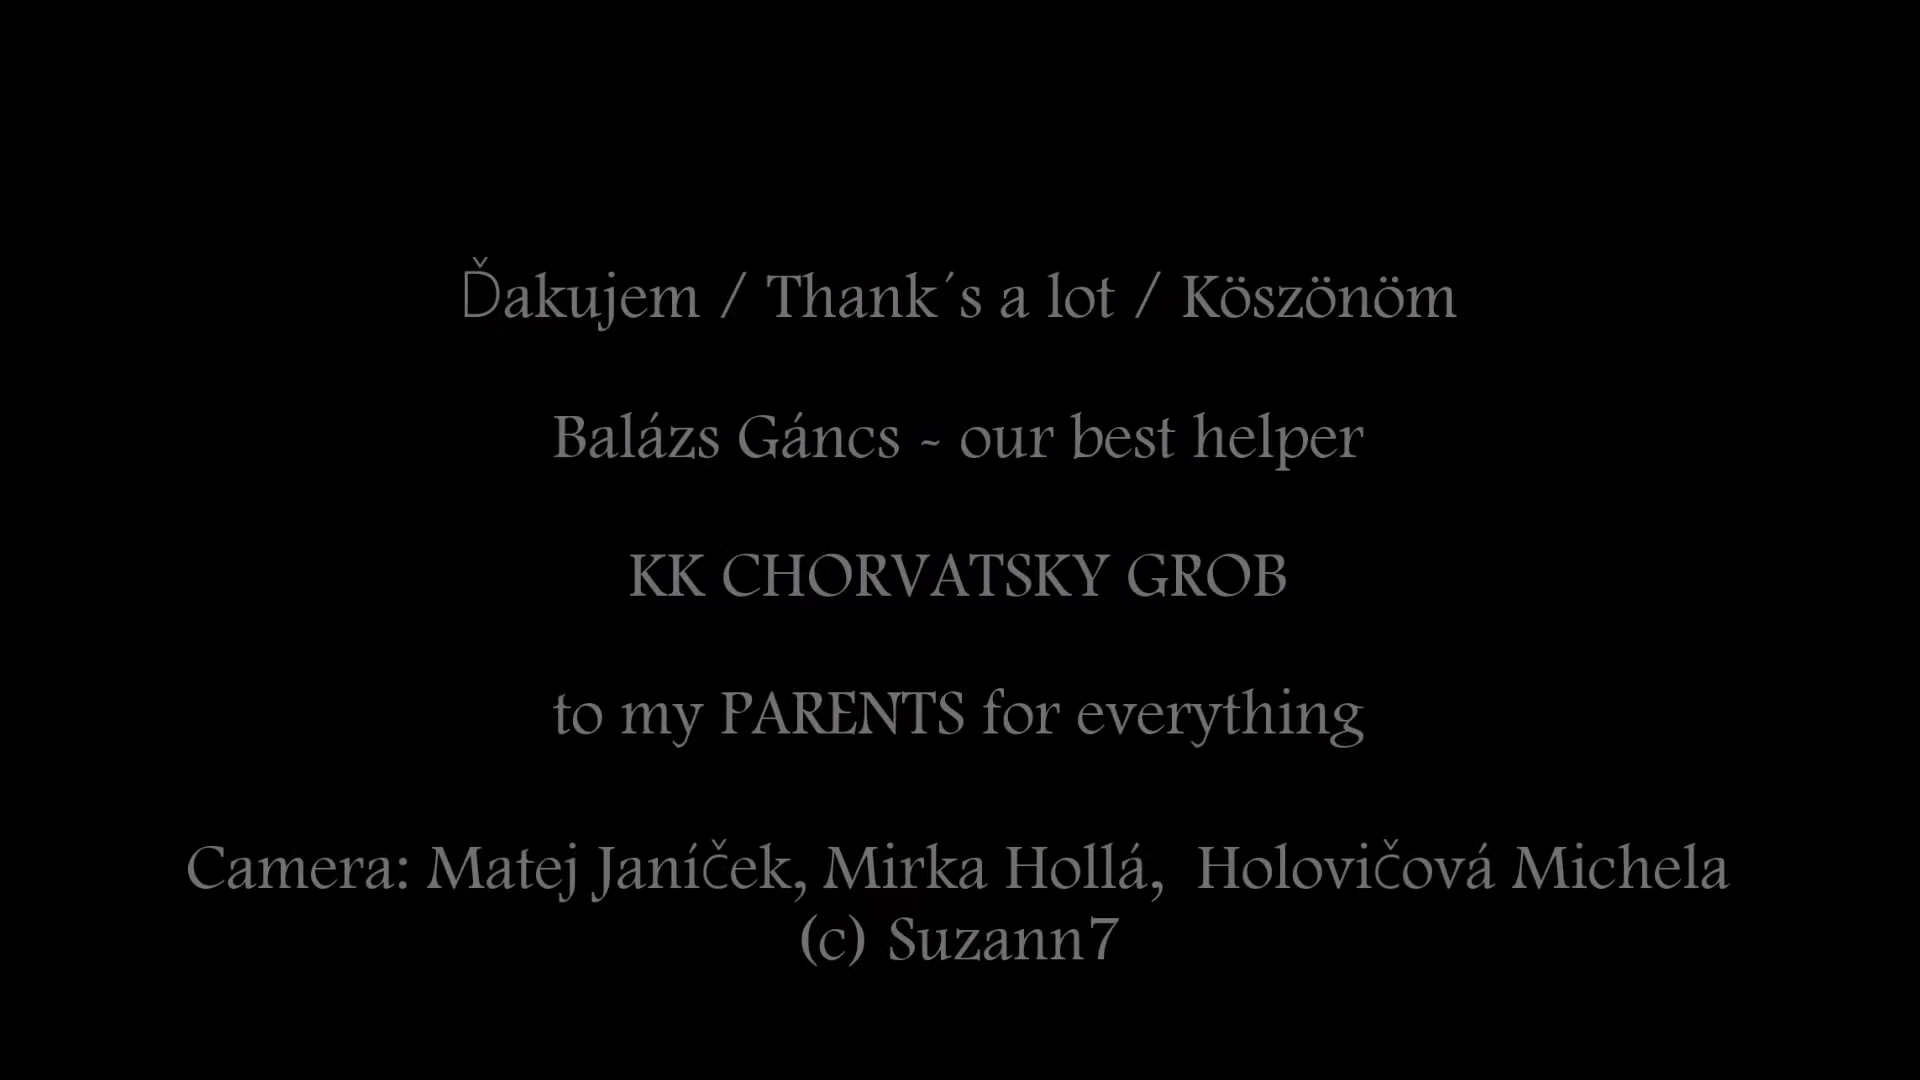 Ďakujem / Thank´s a lot / Köszönöm
Balázs Gáncs - our best helper
KK CHORVATSKY GROB
to my PARENTS for everything
Camera: Matej Janíček, Mirka Hollá, Holovičová Michela
(c) Suzann7